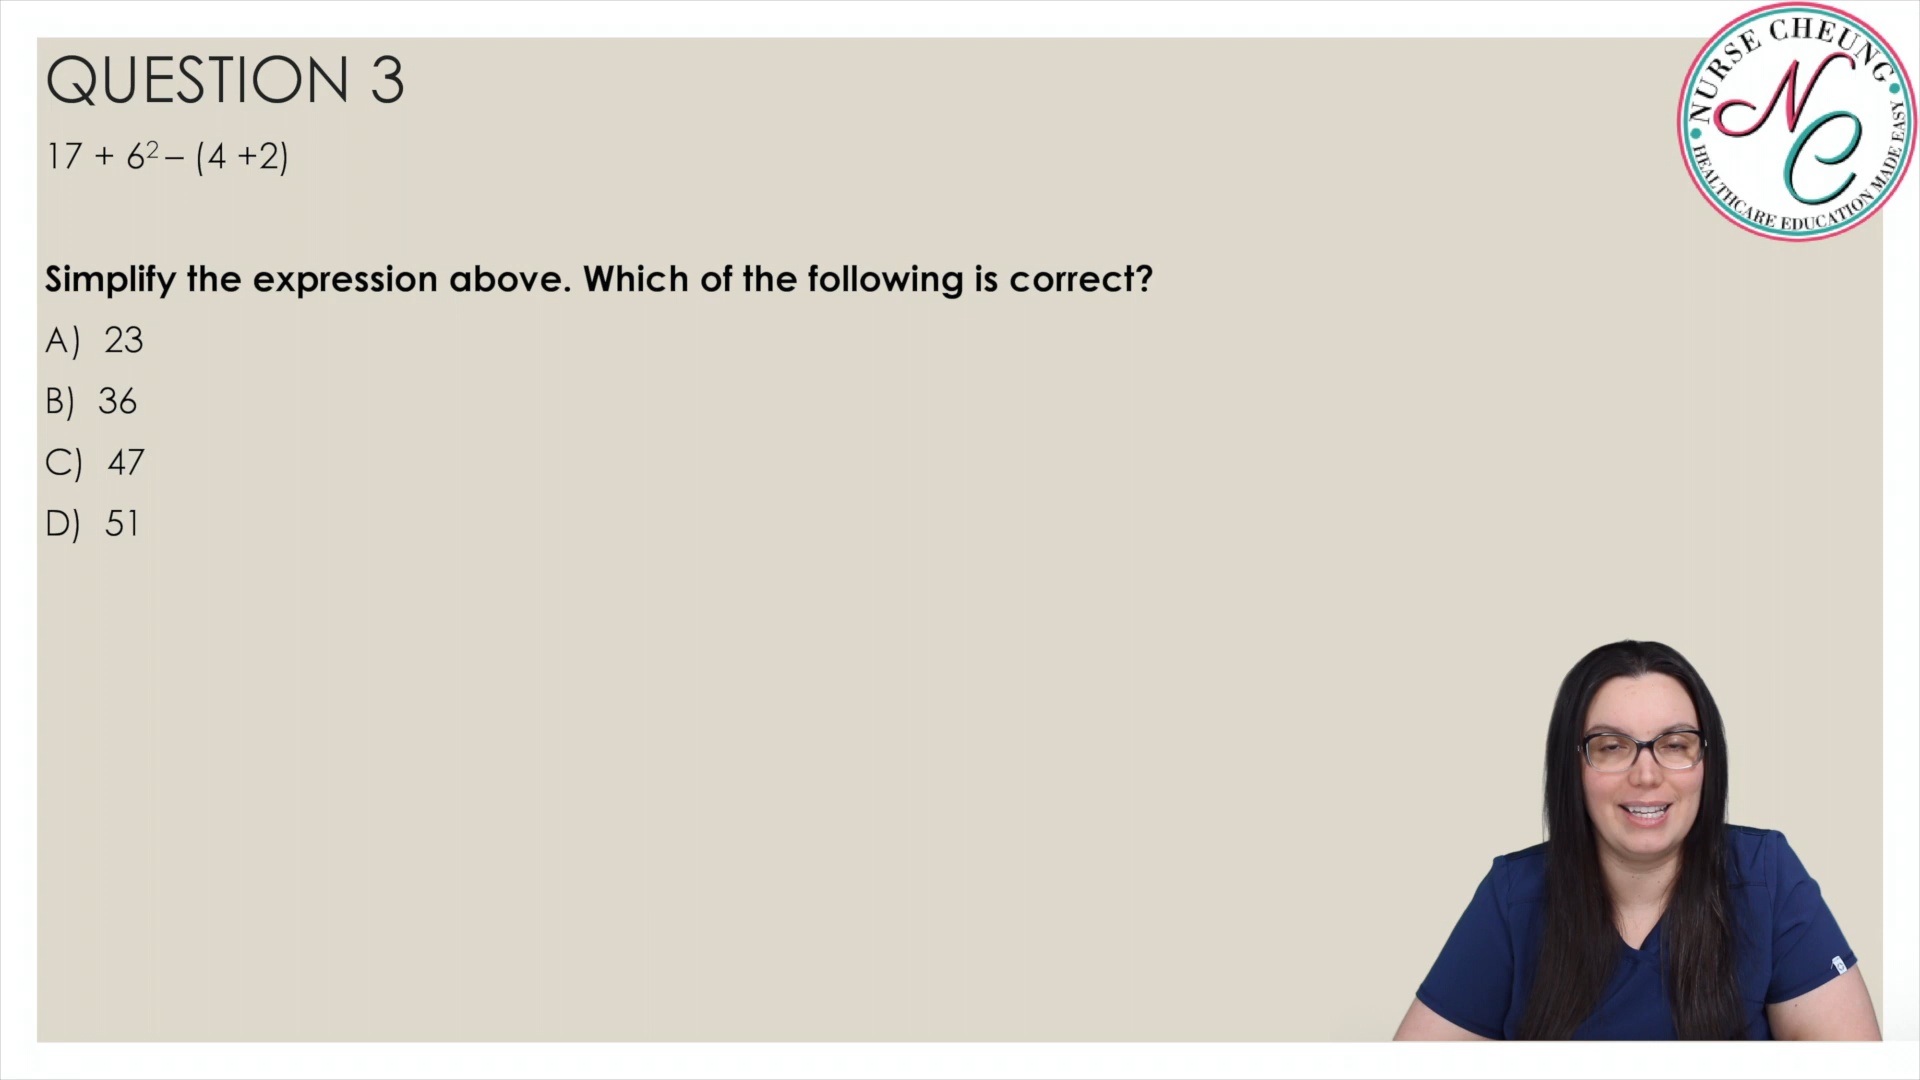 QUESTION 3
17 + 6² – (4 +2)
Simplify the expression above. Which of the following is correct?
A) 23
B) 36
C) 47
D) 51
NURSE CHEUNG
NC
HEALTHCARE EDUCATION MADE EASY